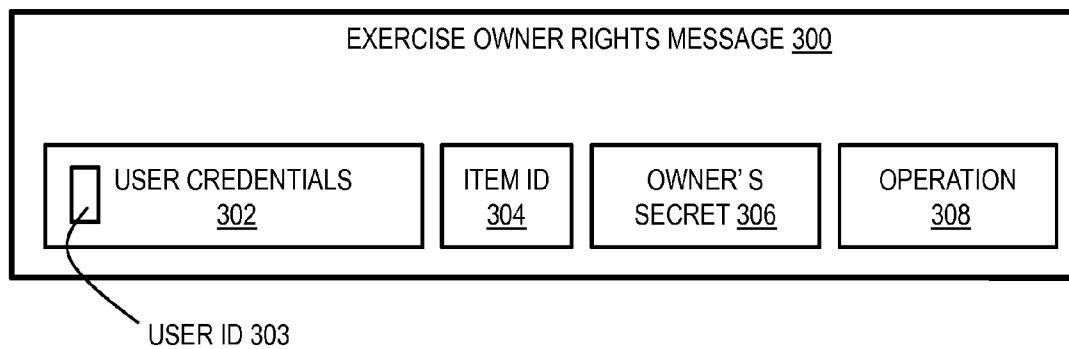 EXERCISE OWNER RIGHTS MESSAGE 300
USER CREDENTIALS
302
ITEM ID
304
OWNER'S
SECRET 306
OPERATION
308
USER ID 303